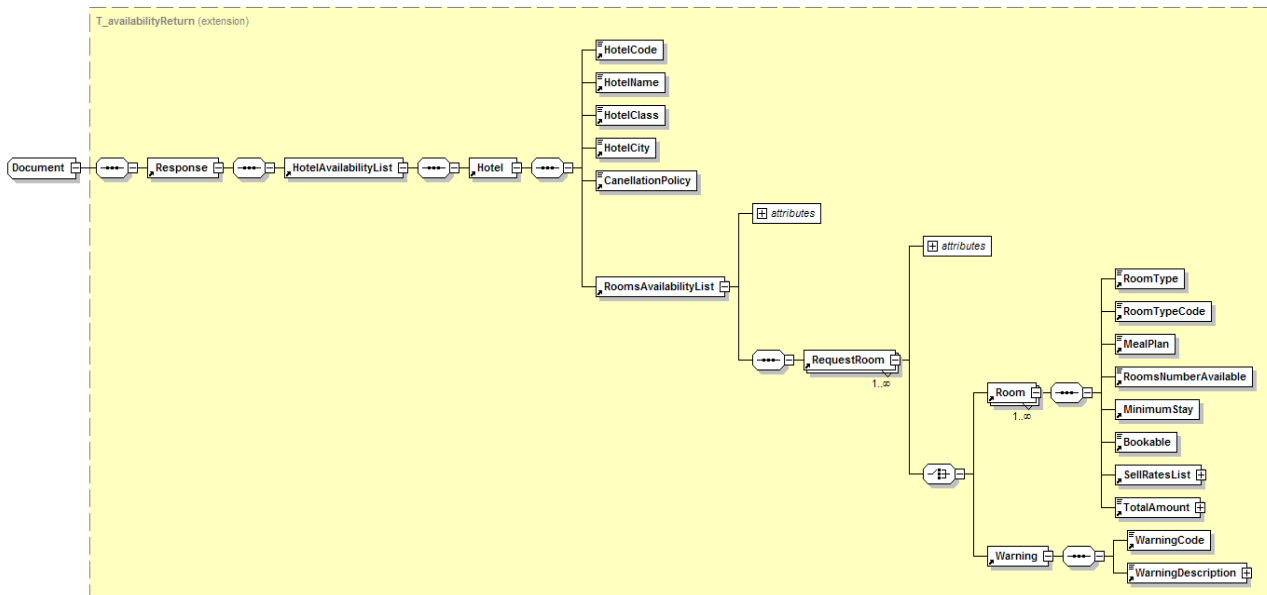 T_availabilityReturn (extension)
HotelCode
HotelName
HotelClass
HotelCity
Document
Response
HotelAvailabilityList
Hotel
CanellationPolicy
attributes
attributes
RoomsAvailabilityList
RoomType
RoomTypeCode
MealPlan
RequestRoom
1..∞
RoomsNumberAvailable
Room
1..∞
MinimumStay
Bookable
SellRatesList
TotalAmount
WarningCode
Warning
WarningDescription